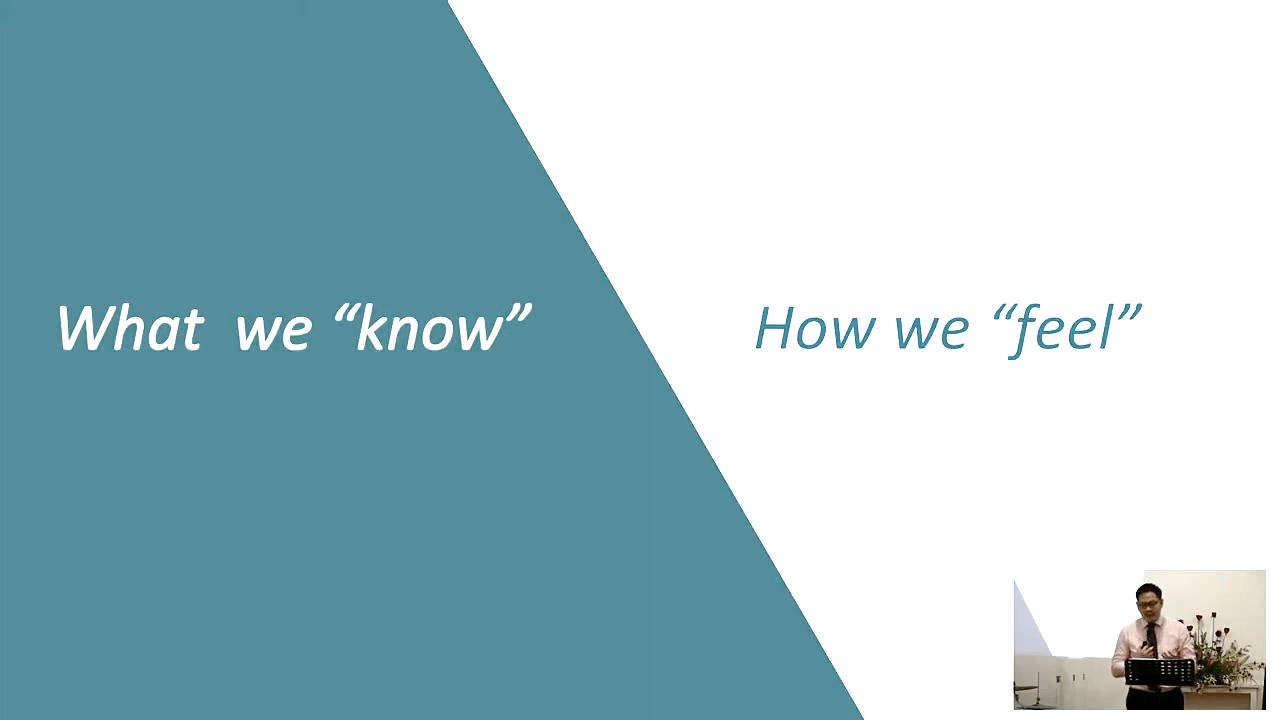 What we “know”
How we “feel”